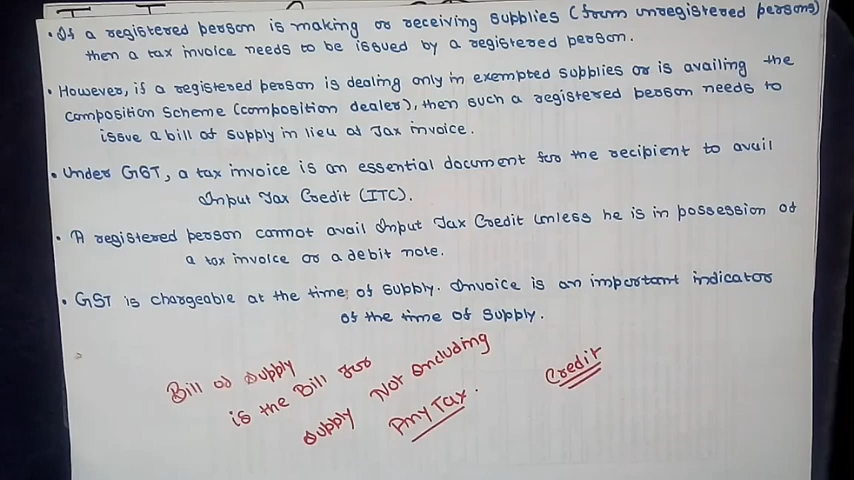 • If a registered person is making or receiving supplies (from unregistered persons)
then a tax invoice needs to be issued by a registered person.
• However, if a registered person is dealing only in exempted supplies or is availing the
composition scheme (composition dealer), then such a registered person needs to
issue a bill of supply in lieu of Tax invoice.
• Under GST, a tax invoice is an essential document for the recipient to avail
Input Tax Credit (ITC).
• A registered person cannot avail Input Tax Credit unless he is in possession of
a tax invoice or a debit note.
• GST is chargeable at the time of supply. Invoice is an important indicator
of the time of supply.
Bill of Supply
is the Bill for
Supply Not Including
Any Tax.
Credit